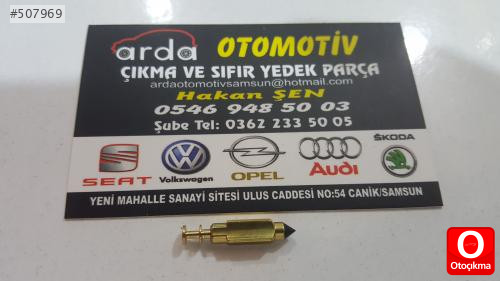 #507969
arda OTOMOTİV
ÇIKMA VE SIFIR YEDEK PARÇA
ardaotomotivsamsun@hotmail.com
Hakan ŞEN
0546 948 50 03
Şube Tel: 0362 233 50 05
SEAT Volkswagen OPEL Audi ŠKODA
YENİ MAHALLE SANAYİ SİTESİ ULUS CADDESİ NO:54 CANİK/SAMSUN
O
Otoçıkma